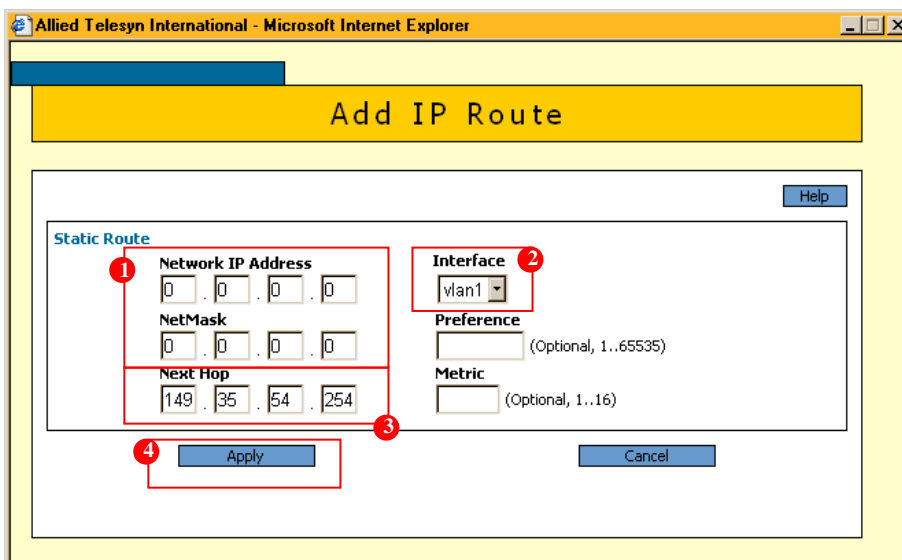 Allied Telesyn International - Microsoft Internet Explorer
Add IP Route
Help
Static Route
1
Network IP Address
0 . 0 . 0 . 0
NetMask
0 . 0 . 0 . 0
Next Hop
149 . 35 . 54 . 254
3
Interface
2
vlan1
Preference
(Optional, 1..65535)
Metric
(Optional, 1..16)
4
Apply
Cancel